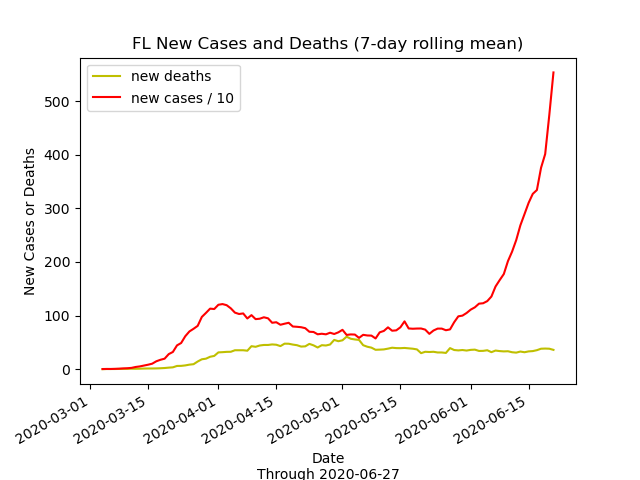 FL New Cases and Deaths (7-day rolling mean)
new deaths
new cases / 10
New Cases or Deaths
500
400
300
200
100
0
2020-03-01
2020-03-15
2020-04-01
2020-04-15
2020-05-01
2020-05-15
2020-06-01
2020-06-15
Date
Through 2020-06-27